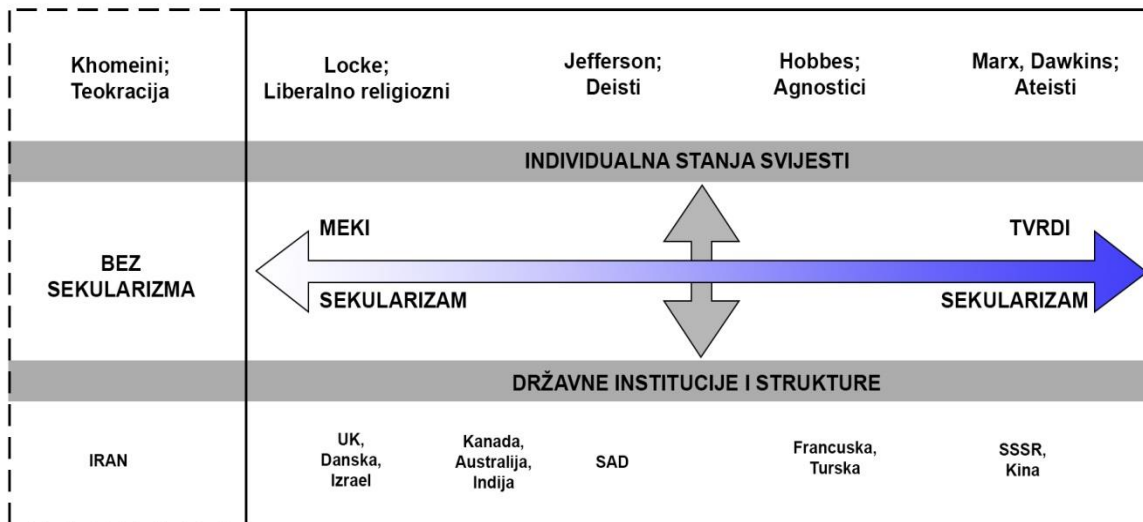 Khomeini;
Teokracija
Locke;
Liberalno religiozni
Jefferson;
Deisti
Hobbes;
Agnostici
Marx, Dawkins;
Ateisti
INDIVIDUALNA STANJA SVIJESTI
BEZ
SEKULARIZMA
MEKI
SEKULARIZAM
TVRDI
SEKULARIZAM
DRŽAVNE INSTITUCIJE I STRUKTURE
IRAN
UK,
Danska,
Izrael
Kanada,
Australija,
Indija
SAD
Francuska,
Turska
SSSR,
Kina